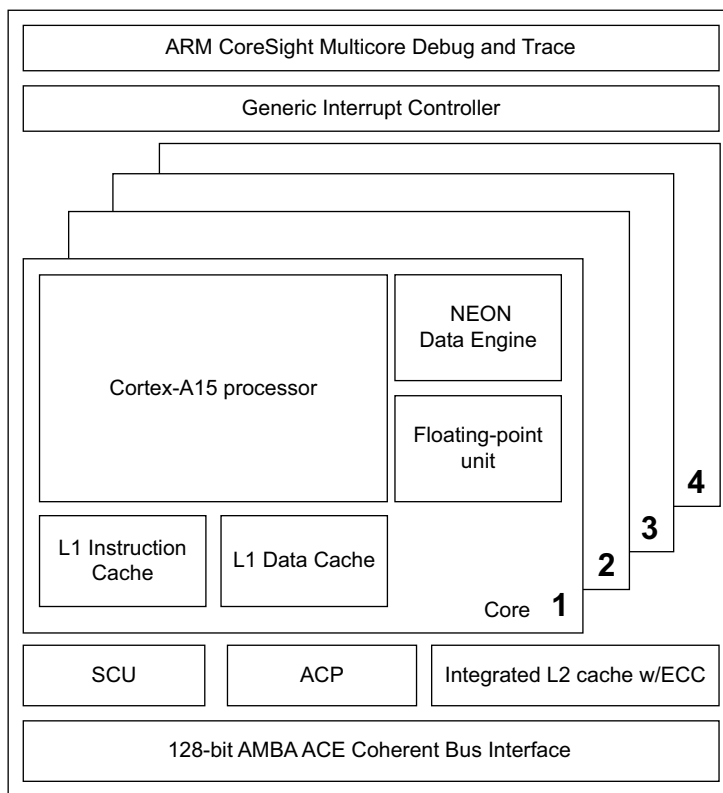 ARM CoreSight Multicore Debug and Trace
Generic Interrupt Controller
NEON
Data Engine
Cortex-A15 processor
Floating-point
unit
4
3
L1 Instruction
Cache
L1 Data Cache
2
Core 1
SCU
ACP
Integrated L2 cache w/ECC
128-bit AMBA ACE Coherent Bus Interface